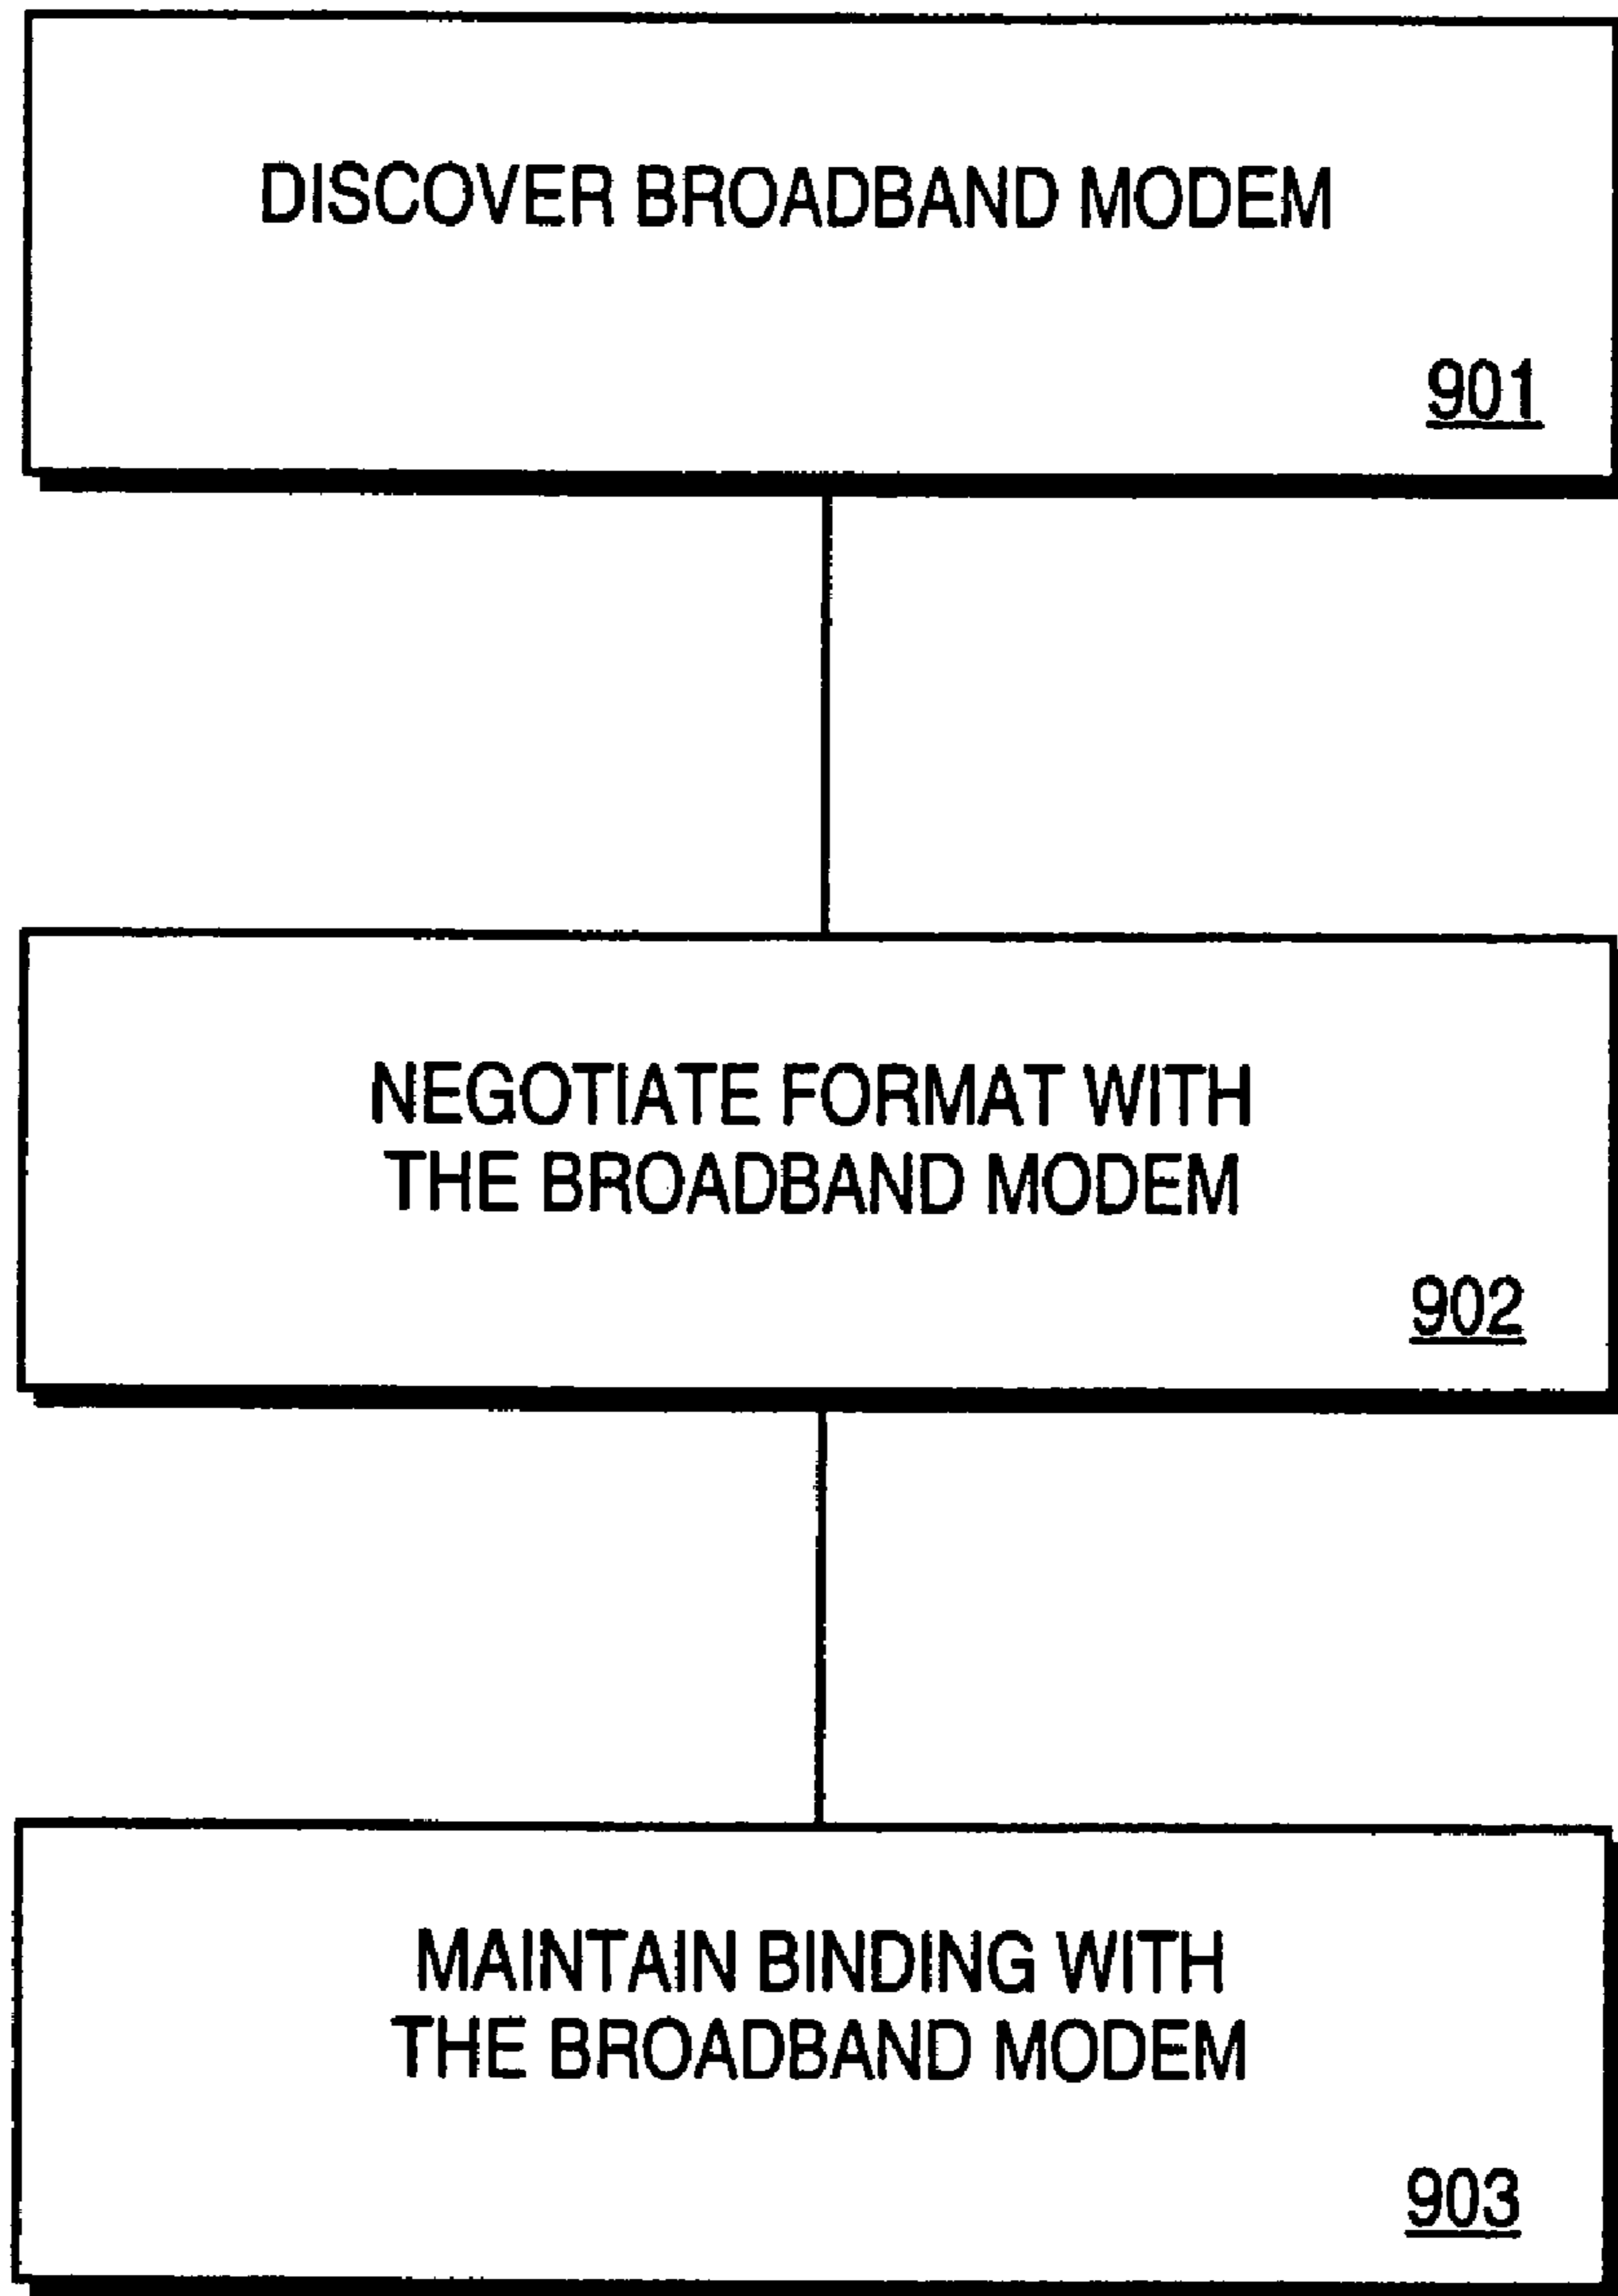 DISCOVER BROADBAND MODEM
901
NEGOTIATE FORMAT WITH
THE BROADBAND MODEM
902
MAINTAIN BINDING WITH
THE BROADBAND MODEM
903